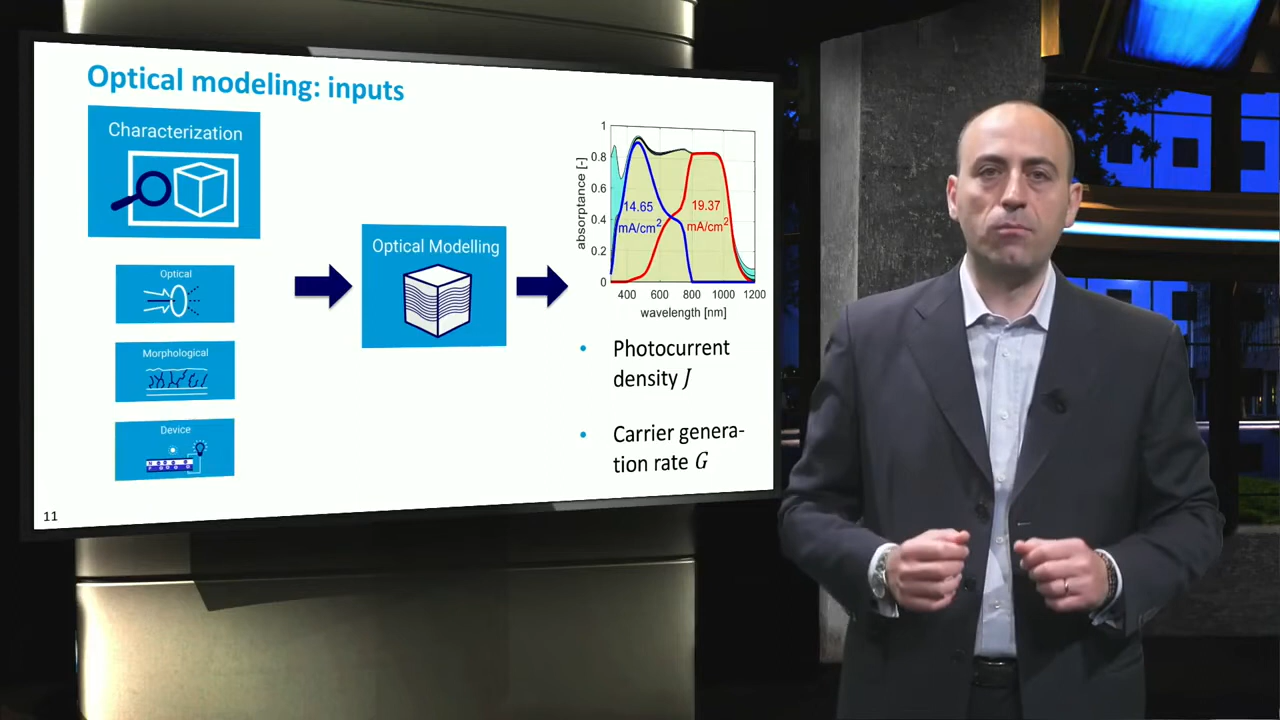 Optical modeling: inputs
Characterization
Optical
Morphological
Device
Optical Modelling
absorptance [-]
1
0.8
0.6
0.4
0.2
0
14.65
mA/cm²
19.37
mA/cm²
400 600 800 1000 1200
wavelength [nm]
• Photocurrent
density J
• Carrier genera-
tion rate G
11